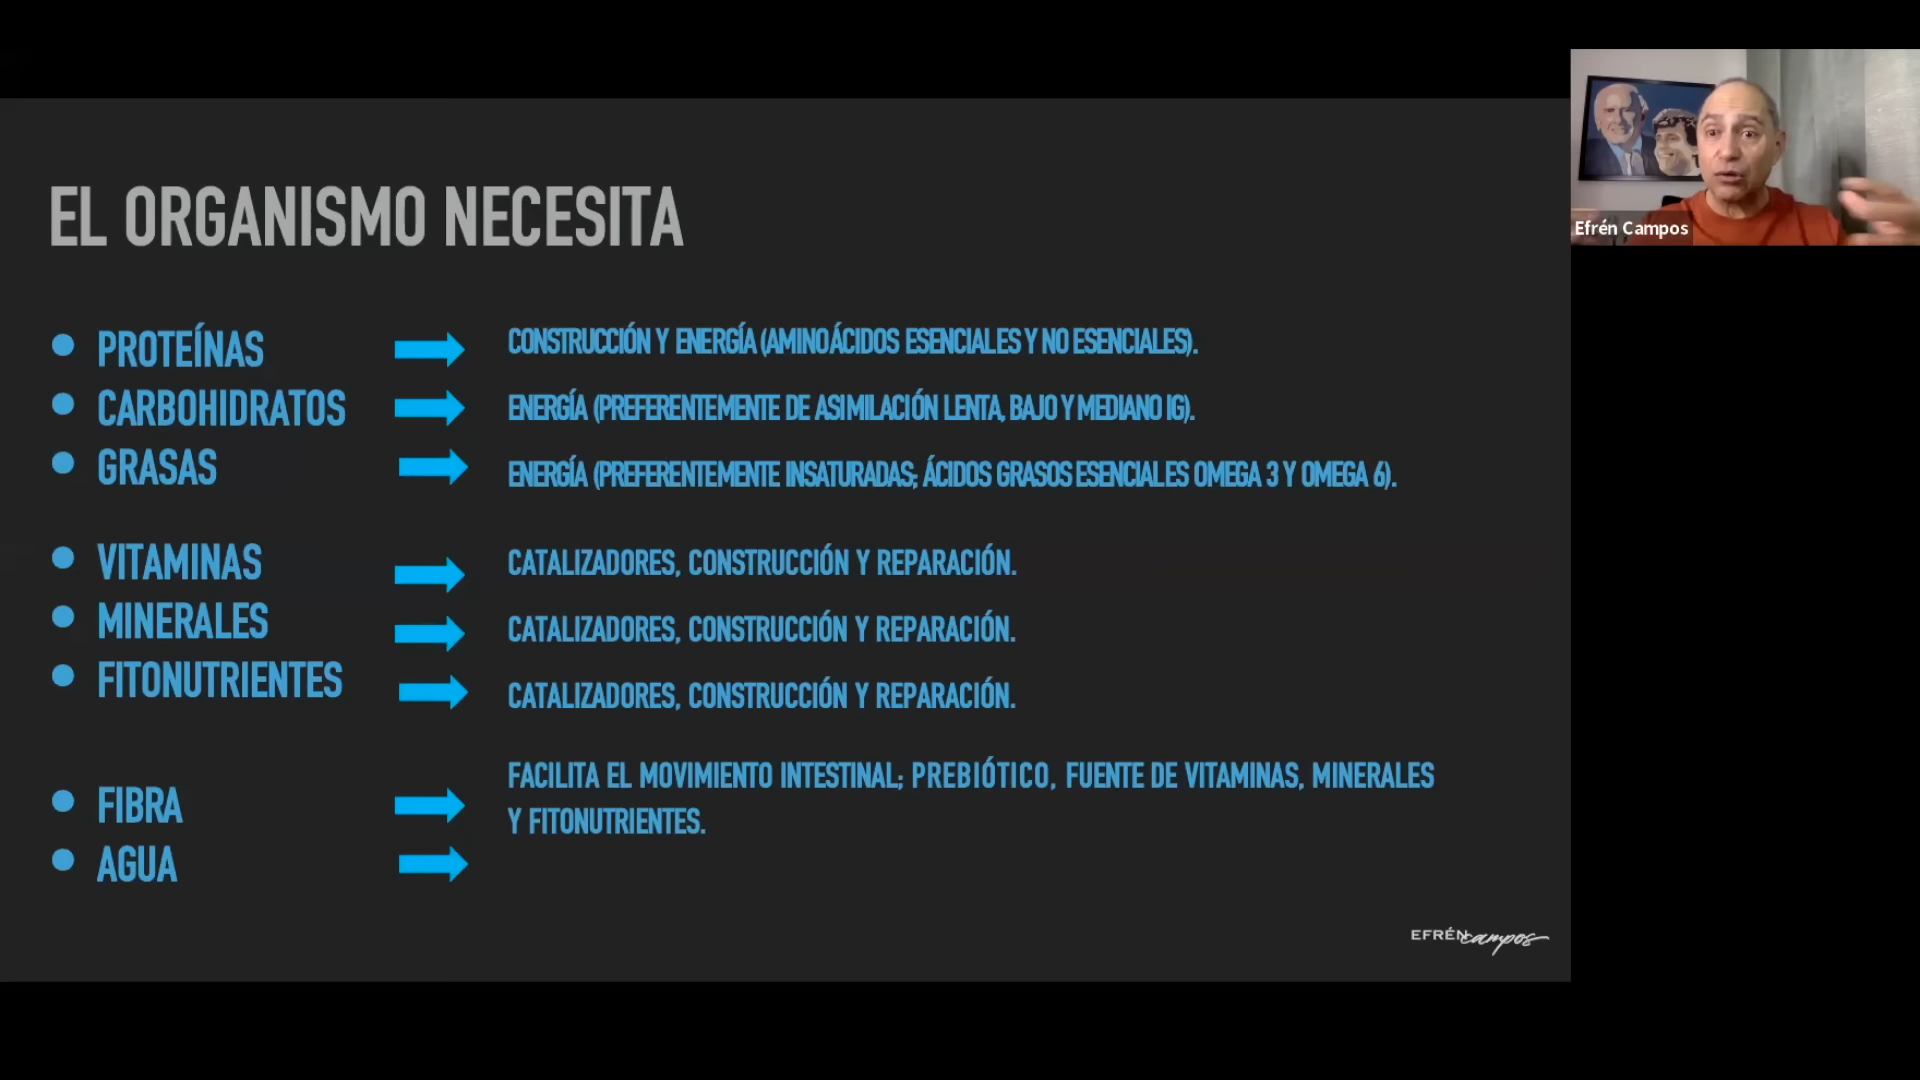 EL ORGANISMO NECESITA
PROTEÍNAS
CONSTRUCCIÓN Y ENERGÍA (AMINOÁCIDOS ESENCIALES Y NO ESENCIALES).
CARBOHIDRATOS
ENERGÍA (PREFERENTEMENTE DE ASIMILACIÓN LENTA, BAJO Y MEDIANO IG).
GRASAS
ENERGÍA (PREFERENTEMENTE INSATURADAS; ÁCIDOS GRASOS ESENCIALES OMEGA 3 Y OMEGA 6).
VITAMINAS
CATALIZADORES, CONSTRUCCIÓN Y REPARACIÓN.
MINERALES
CATALIZADORES, CONSTRUCCIÓN Y REPARACIÓN.
FITONUTRIENTES
CATALIZADORES, CONSTRUCCIÓN Y REPARACIÓN.
FIBRA
FACILITA EL MOVIMIENTO INTESTINAL; PREBIÓTICO, FUENTE DE VITAMINAS, MINERALES
Y FITONUTRIENTES.
AGUA
EFRÉN campos
Efrén Campos